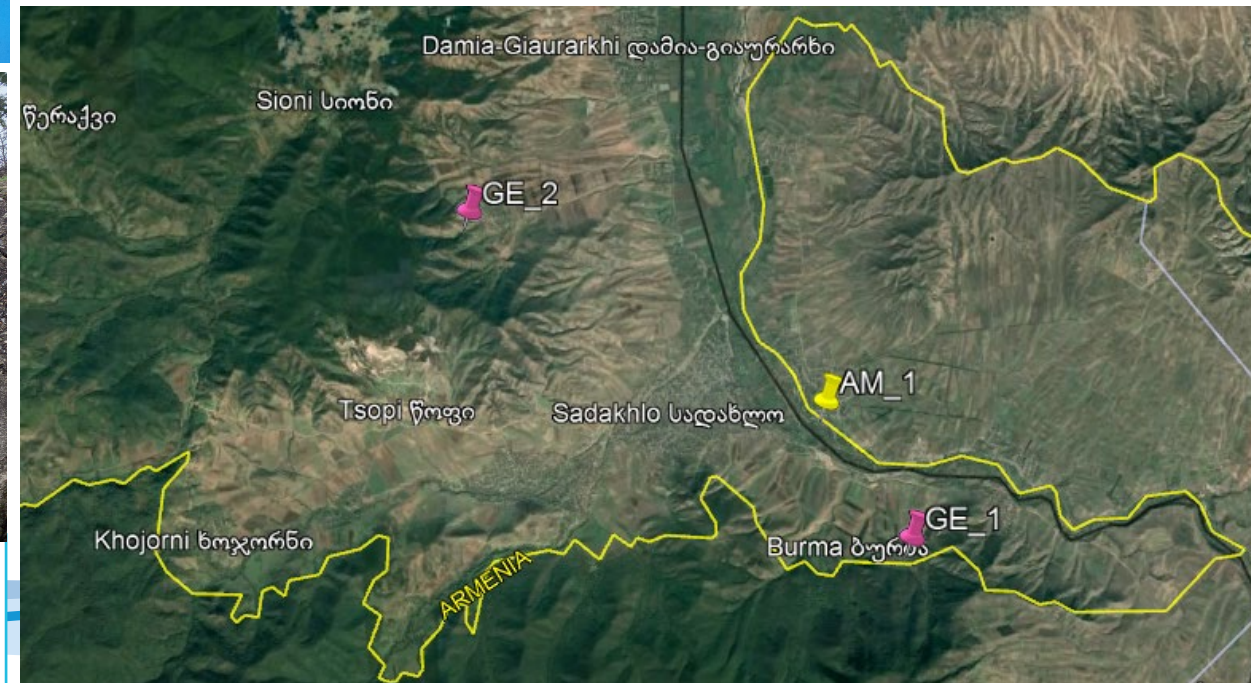 Damia-Giaurarkhi დამია-გიაურარხი
Sioni სიონი
წერაქვი
GE_2
AM_1
Tsopi წოფი
Sadakhlo სადახლო
GE_1
Khojorni ხოჯორნი
Burma ბურმა
ARMENIA